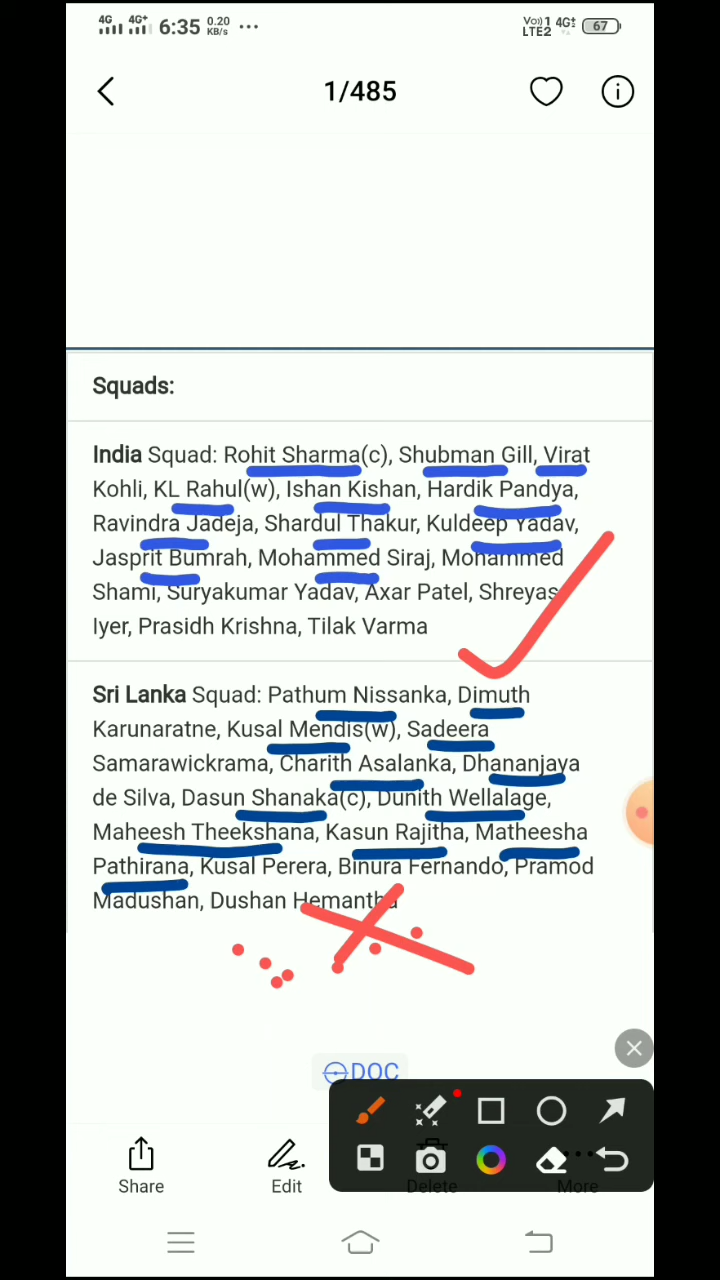 4G 4G+ 6:35 0.20 KB/s ... Vo) 1 LTE2 4G 67
1/485
Squads:
India Squad: Rohit Sharma(c), Shubman Gill, Virat
Kohli, KL Rahul(w), Ishan Kishan, Hardik Pandya,
Ravindra Jadeja, Shardul Thakur, Kuldeep Yadav,
Jasprit Bumrah, Mohammed Siraj, Mohammed
Shami, Suryakumar Yadav, Axar Patel, Shreyas
Iyer, Prasidh Krishna, Tilak Varma
Sri Lanka Squad: Pathum Nissanka, Dimuth
Karunaratne, Kusal Mendis(w), Sadeera
Samarawickrama, Charith Asalanka, Dhananjaya
de Silva, Dasun Shanaka(c), Dunith Wellalage,
Maheesh Theekshana, Kasun Rajitha, Matheesha
Pathirana, Kusal Perera, Binura Fernando, Pramod
Madushan, Dushan Hemantha
DOC
Share Edit Delete More